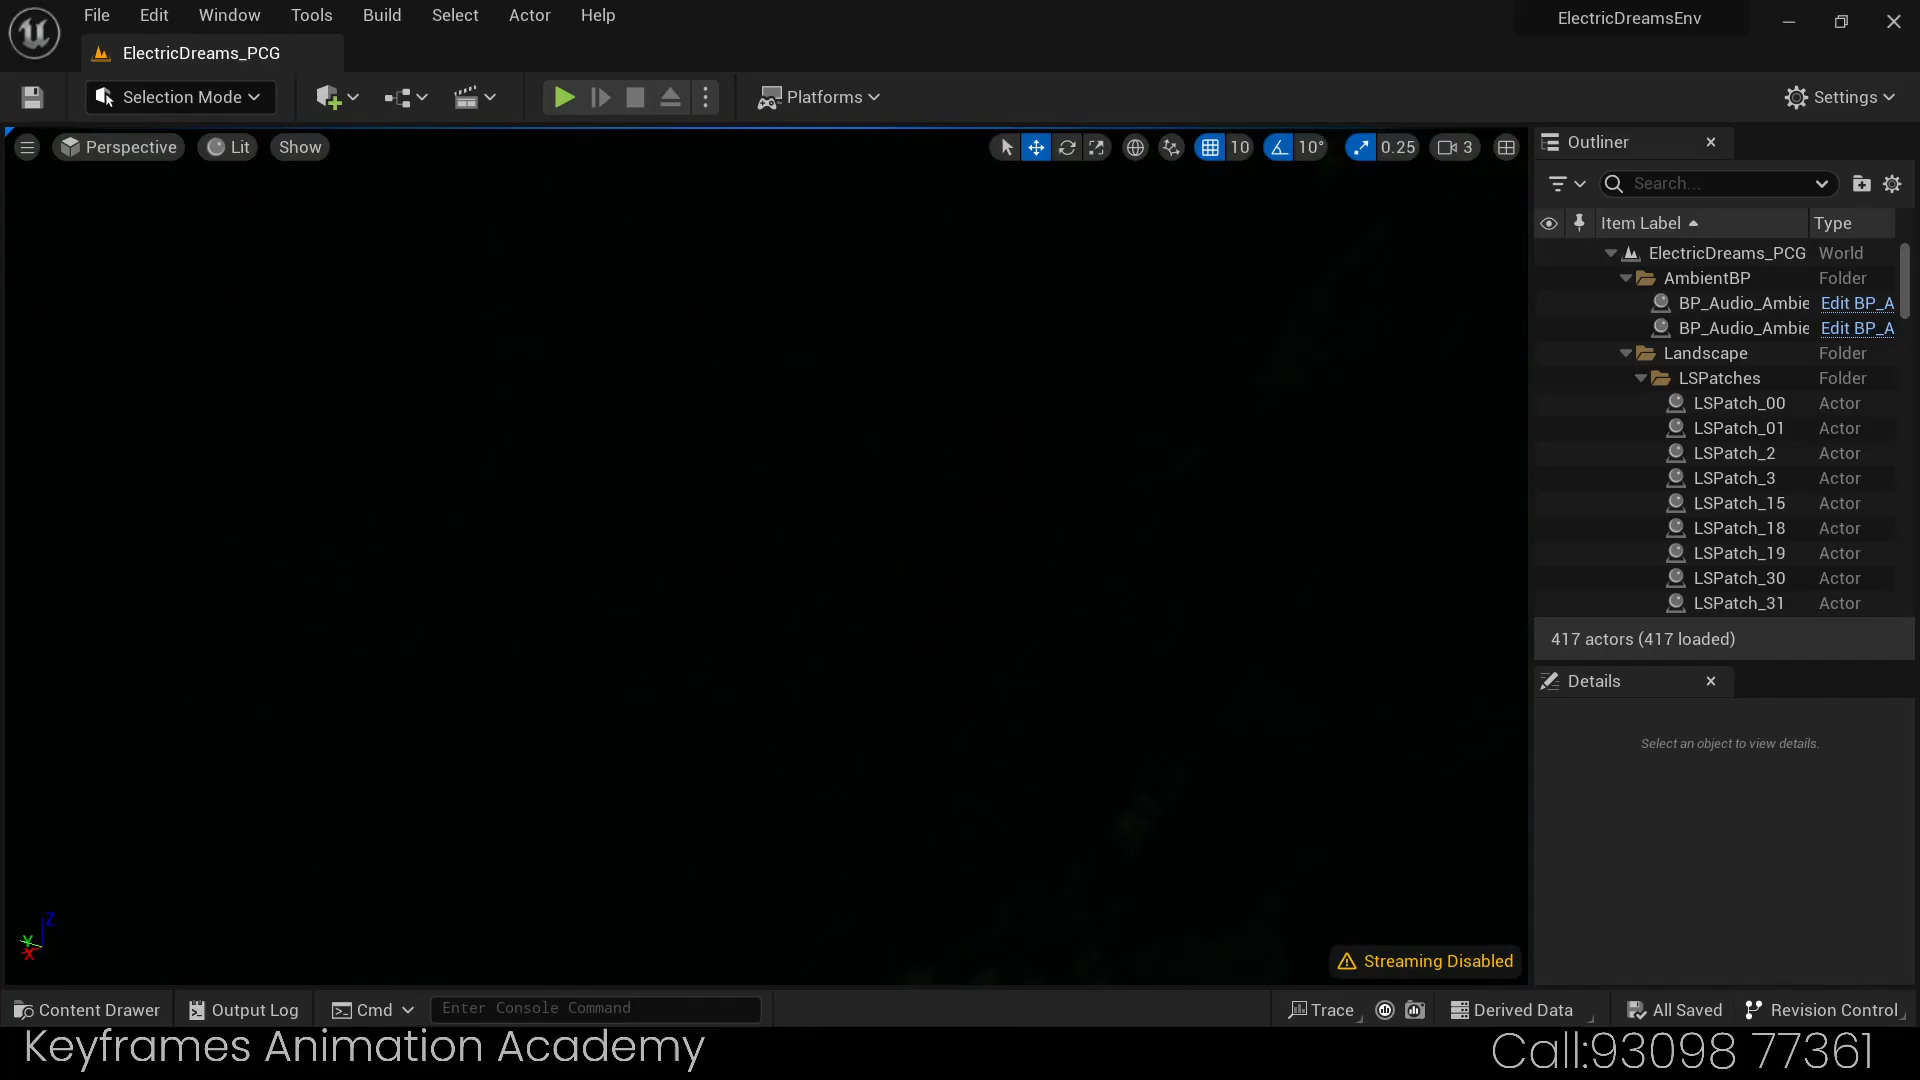 File Edit Window Tools Build Select Actor Help
ElectricDreamsEnv
ElectricDreams_PCG
Selection Mode
Platforms
Settings
Perspective
Lit
Show
10
10°
0.25
3
Outliner
Search...
Item Label
Type
ElectricDreams_PCG World
AmbientBP Folder
BP_Audio_Ambie Edit BP_A
BP_Audio_Ambie Edit BP_A
Landscape Folder
LSPatches Folder
LSPatch_00 Actor
LSPatch_01 Actor
LSPatch_2 Actor
LSPatch_3 Actor
LSPatch_15 Actor
LSPatch_18 Actor
LSPatch_19 Actor
LSPatch_30 Actor
LSPatch_31 Actor
417 actors (417 loaded)
Details
Select an object to view details.
Z
Y
X
Streaming Disabled
Content Drawer
Output Log
Cmd
Enter Console Command
Trace
Derived Data
All Saved
Revision Control
Keyframes Animation Academy
Call:93098 77361